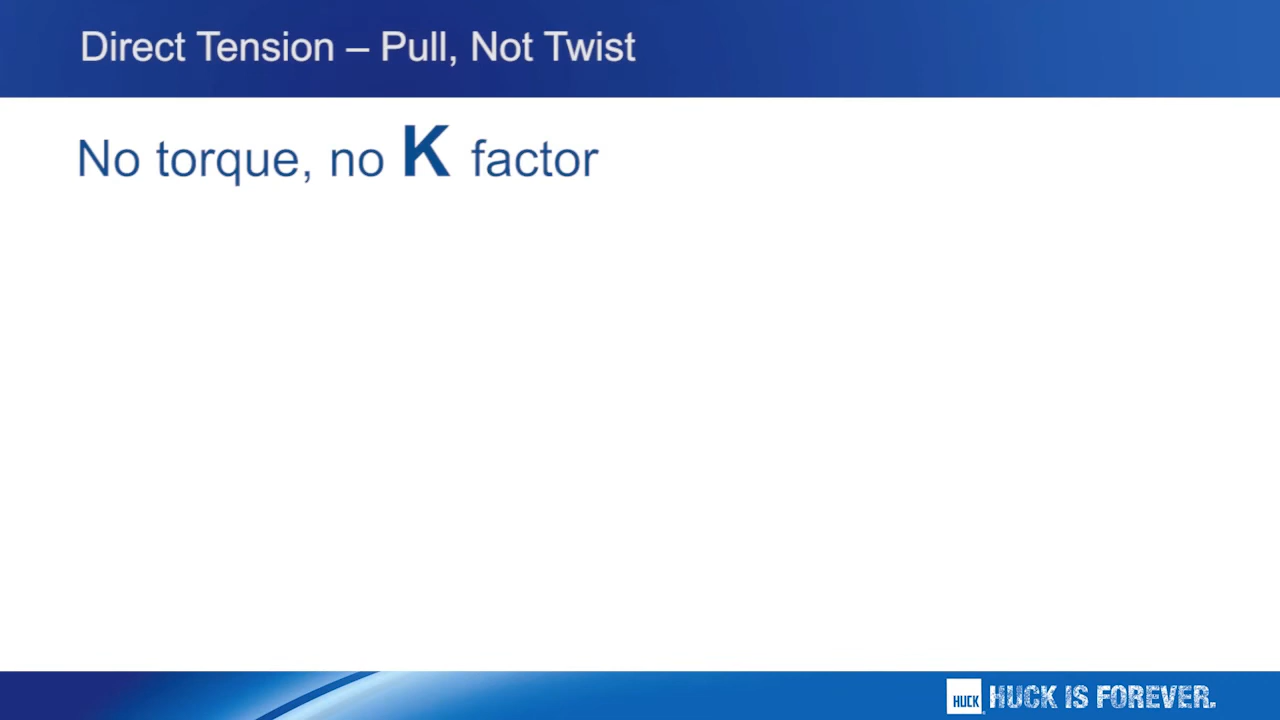 Direct Tension – Pull, Not Twist
No torque, no K factor
HUCK HUCK IS FOREVER.